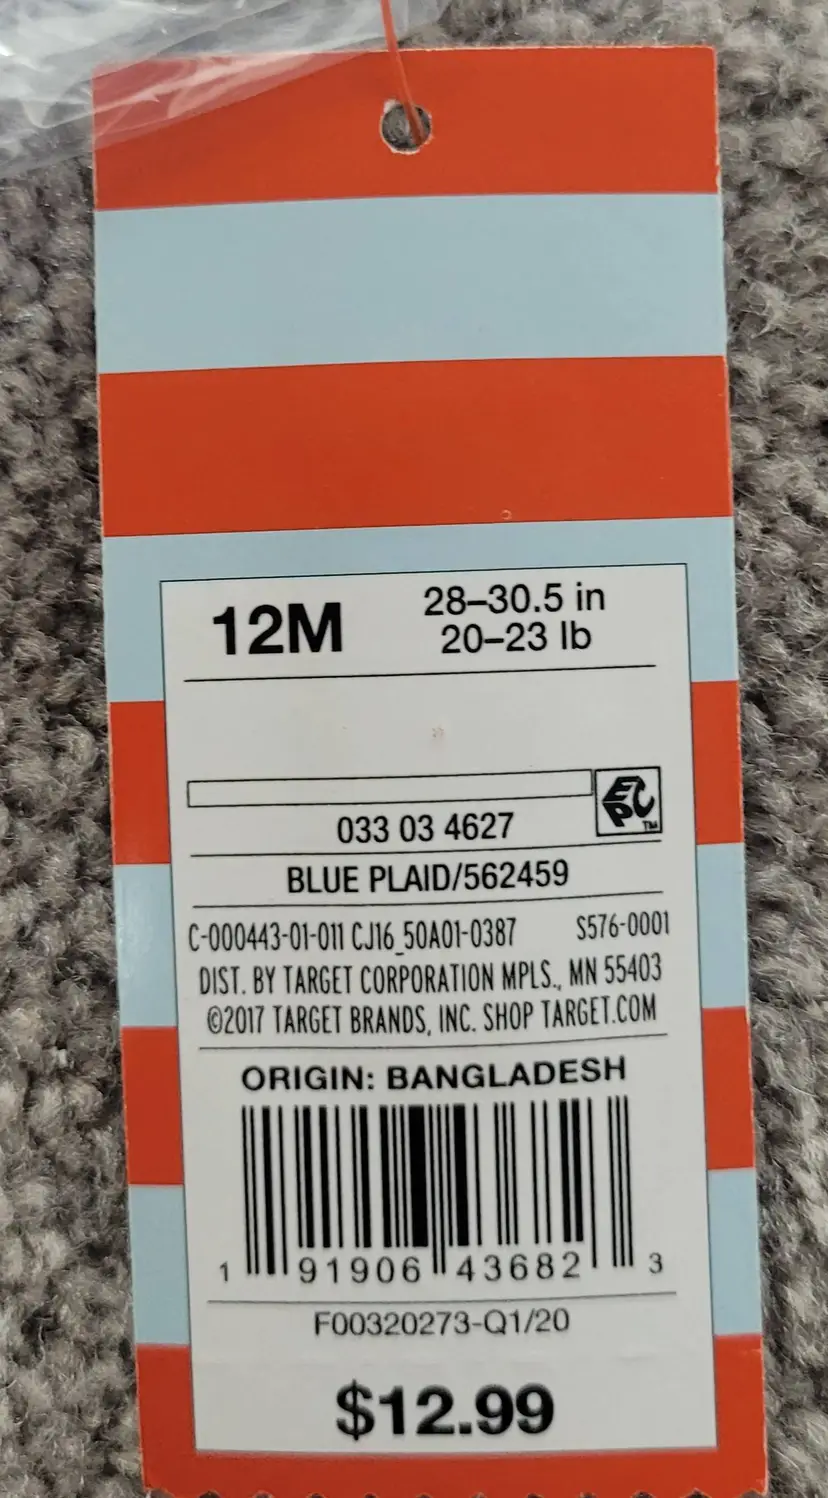 12M
28–30.5 in
20–23 lb
EPC™
033 03 4627
BLUE PLAID/562459
C-000443-01-011 CJ16_50A01-0387 S576-0001
DIST. BY TARGET CORPORATION MPLS., MN 55403
©2017 TARGET BRANDS, INC. SHOP TARGET.COM
ORIGIN: BANGLADESH
1 91906 43682 3
F00320273-Q1/20
$12.99